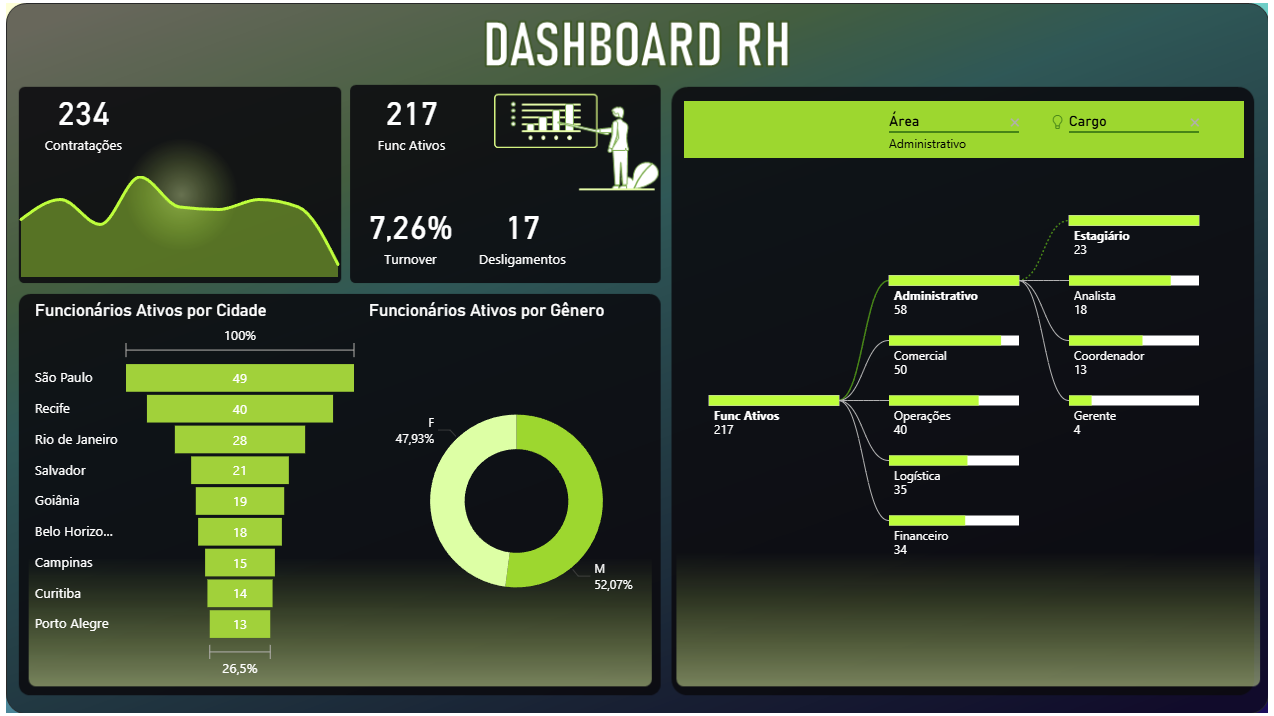 DASHBOARD RH
234
Contratações
217
Func Ativos
7,26%
Turnover
17
Desligamentos
Funcionários Ativos por Cidade
100%
São Paulo
49
Recife
40
Rio de Janeiro
28
Salvador
21
Goiânia
19
Belo Horizo...
18
Campinas
15
Curitiba
14
Porto Alegre
13
26,5%
Funcionários Ativos por Gênero
F
47,93%
M
52,07%
Área
Administrativo
Cargo
Func Ativos
217
Administrativo
58
Comercial
50
Operações
40
Logística
35
Financeiro
34
Estagiário
23
Analista
18
Coordenador
13
Gerente
4